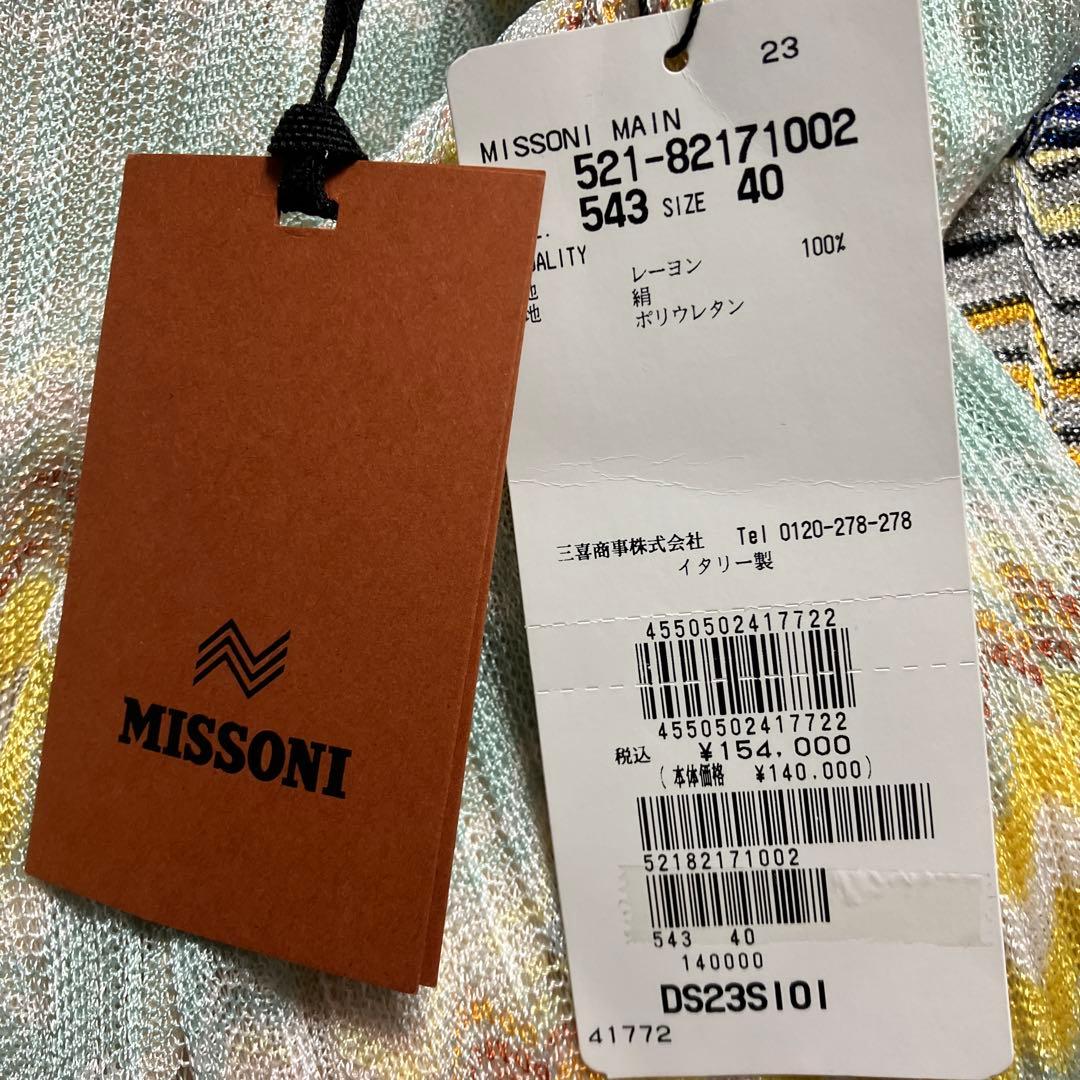 MISSONI
23
MISSONI MAIN
521-82171002
543 SIZE 40
QUALITY
レーヨン 100%
地 絹
地 ポリウレタン
三喜商事株式会社 Tel 0120-278-278
イタリー製
4550502417722
4550502417722
税込 ¥154,000
(本体価格 ¥140,000)
52182171002
543 40
140000
DS23S101
41772